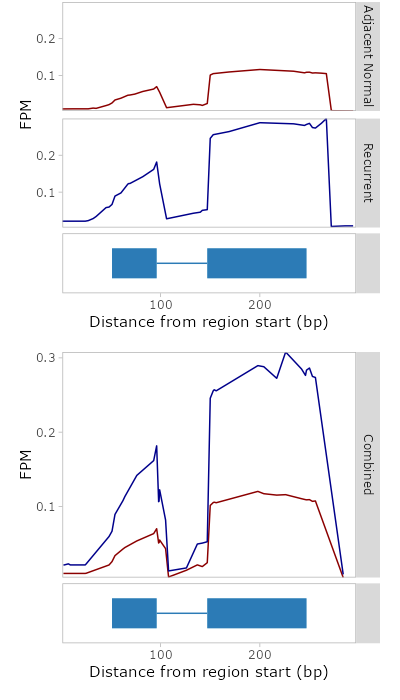 Adjacent Normal
0.2
0.1
FPM
Recurrent
0.2
0.1
100
200
Distance from region start (bp)
0.3
0.2
0.1
FPM
Combined
100
200
Distance from region start (bp)